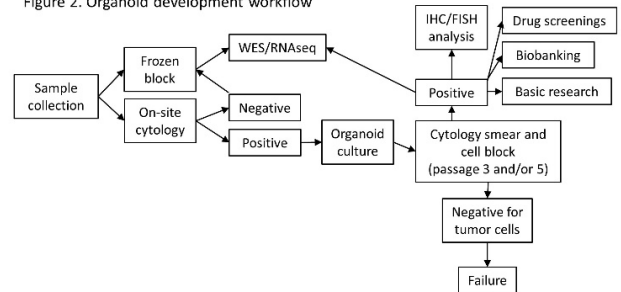 Figure 2. Organoid development workflow
Sample
collection
Frozen
block
On-site
cytology
WES/RNAseq
Negative
Positive
Organoid
culture
Cytology smear and
cell block
(passage 3 and/or 5)
Positive
IHC/FISH
analysis
Drug screenings
Biobanking
Basic research
Negative for
tumor cells
Failure